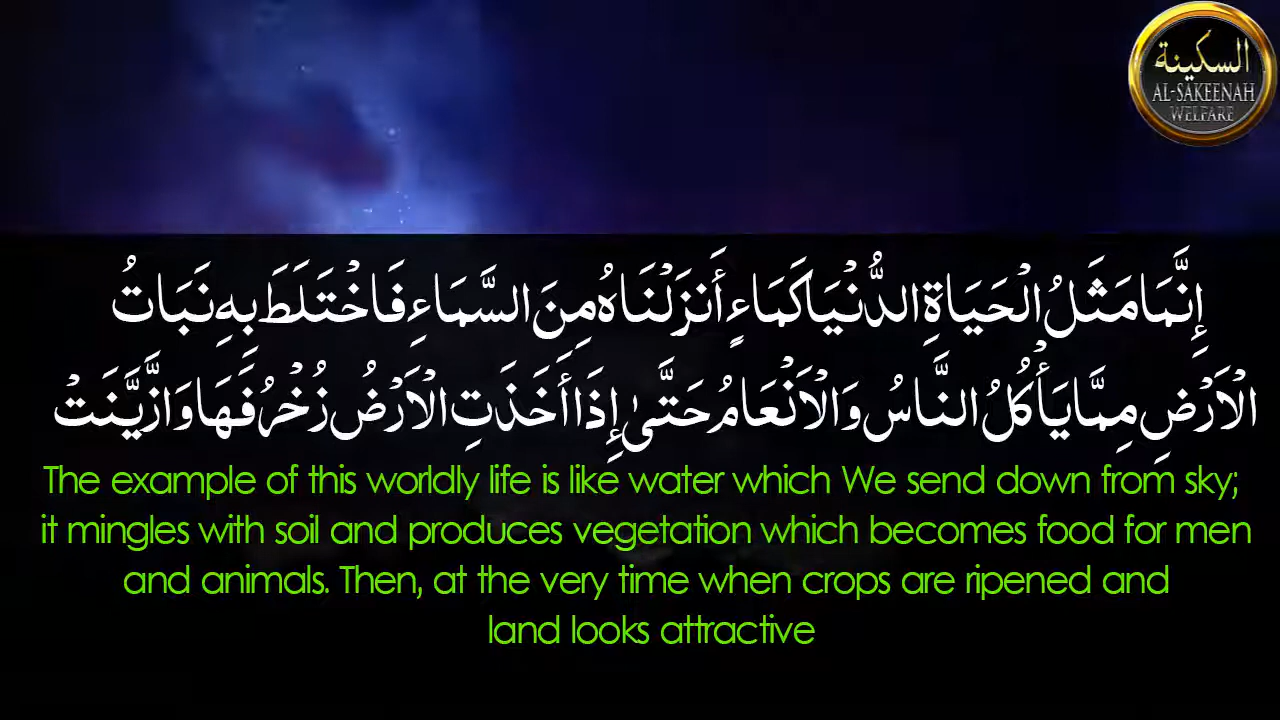 السكينة
AL-SAKEENAH
WELFARE
إِنَّمَا مَثَلُ الْحَيَاةِ الدُّنْيَا كَمَاءٍ أَنزَلْنَاهُ مِنَ السَّمَاءِ فَاخْتَلَطَ بِهِ نَبَاتُ
الْأَرْضِ مِمَّا يَأْكُلُ النَّاسُ وَالْأَنْعَامُ حَتَّىٰ إِذَا أَخَذَتِ الْأَرْضُ زُخْرُفَهَا وَازَّيَّنَتْ
The example of this worldly life is like water which We send down from sky;
it mingles with soil and produces vegetation which becomes food for men
and animals. Then, at the very time when crops are ripened and
land looks attractive